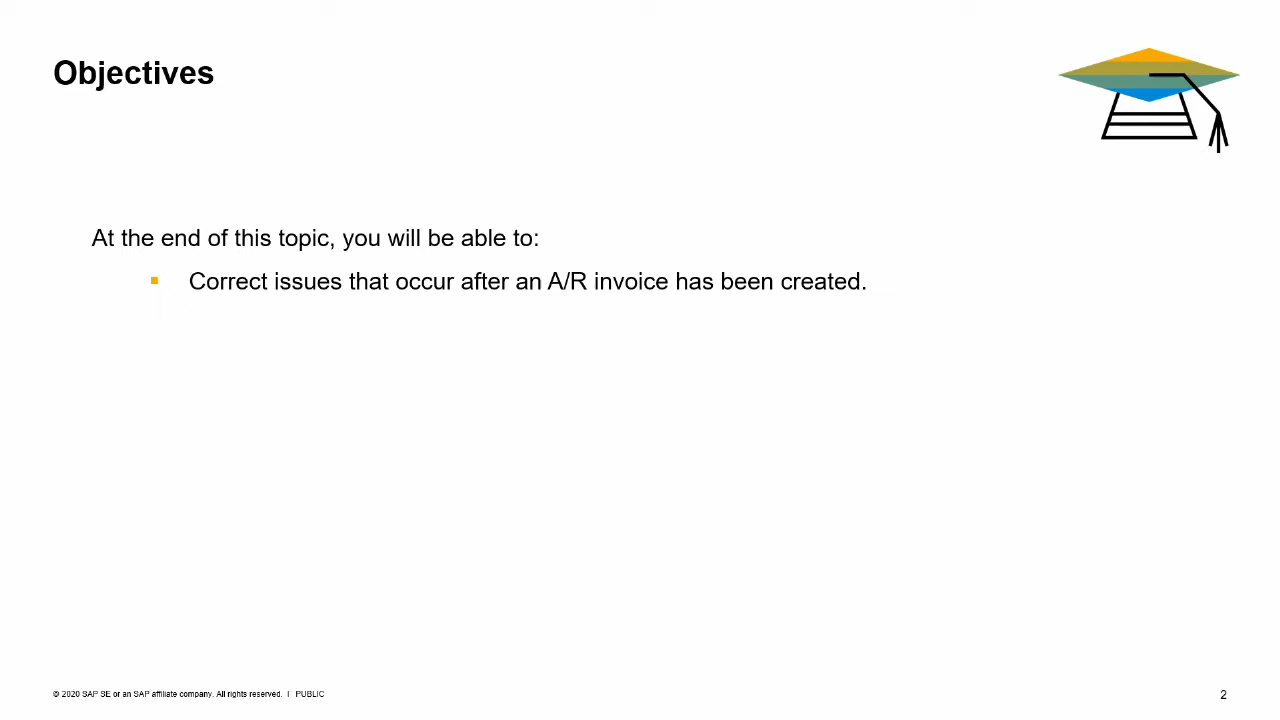 Objectives
At the end of this topic, you will be able to:
▪ Correct issues that occur after an A/R invoice has been created.
© 2020 SAP SE or an SAP affiliate company. All rights reserved. I PUBLIC
2